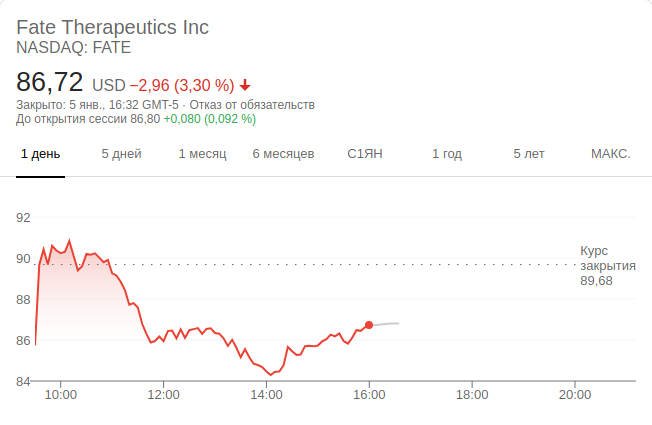 Fate Therapeutics Inc
NASDAQ: FATE
86,72 USD −2,96 (3,30 %)
Закрыто: 5 янв., 16:32 GMT-5 · Отказ от обязательств
До открытия сессии 86,80 +0,080 (0,092 %)
1 день 5 дней 1 месяц 6 месяцев С1ЯН 1 год 5 лет МАКС.
92
90
88
86
84
Курс
закрытия
89,68
10:00 12:00 14:00 16:00 18:00 20:00